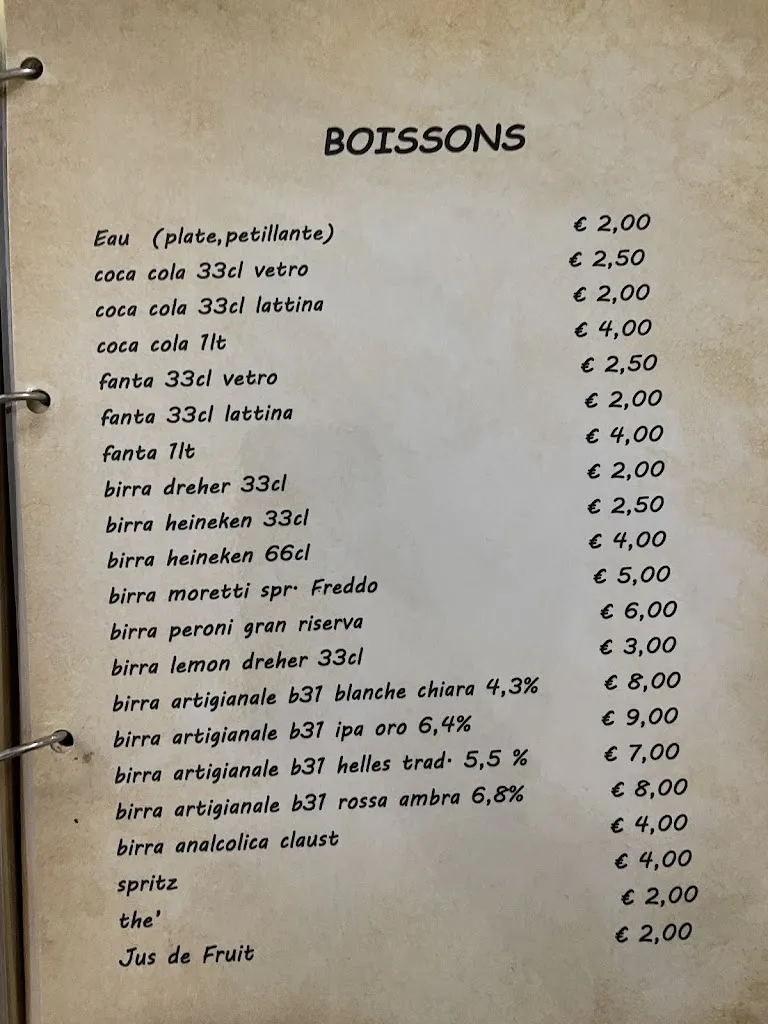 BOISSONS
Eau (plate,petillante) € 2,00
coca cola 33cl vetro € 2,50
coca cola 33cl lattina € 2,00
coca cola 1lt € 4,00
fanta 33cl vetro € 2,50
fanta 33cl lattina € 2,00
fanta 1lt € 4,00
birra dreher 33cl € 2,00
birra heineken 33cl € 2,50
birra heineken 66cl € 4,00
birra moretti spr. Freddo € 5,00
birra peroni gran riserva € 6,00
birra lemon dreher 33cl € 3,00
birra artigianale b31 blanche chiara 4,3% € 8,00
birra artigianale b31 ipa oro 6,4% € 9,00
birra artigianale b31 helles trad. 5,5 % € 7,00
birra artigianale b31 rossa ambra 6,8% € 8,00
birra analcolica claust € 4,00
spritz € 4,00
the' € 2,00
Jus de Fruit € 2,00